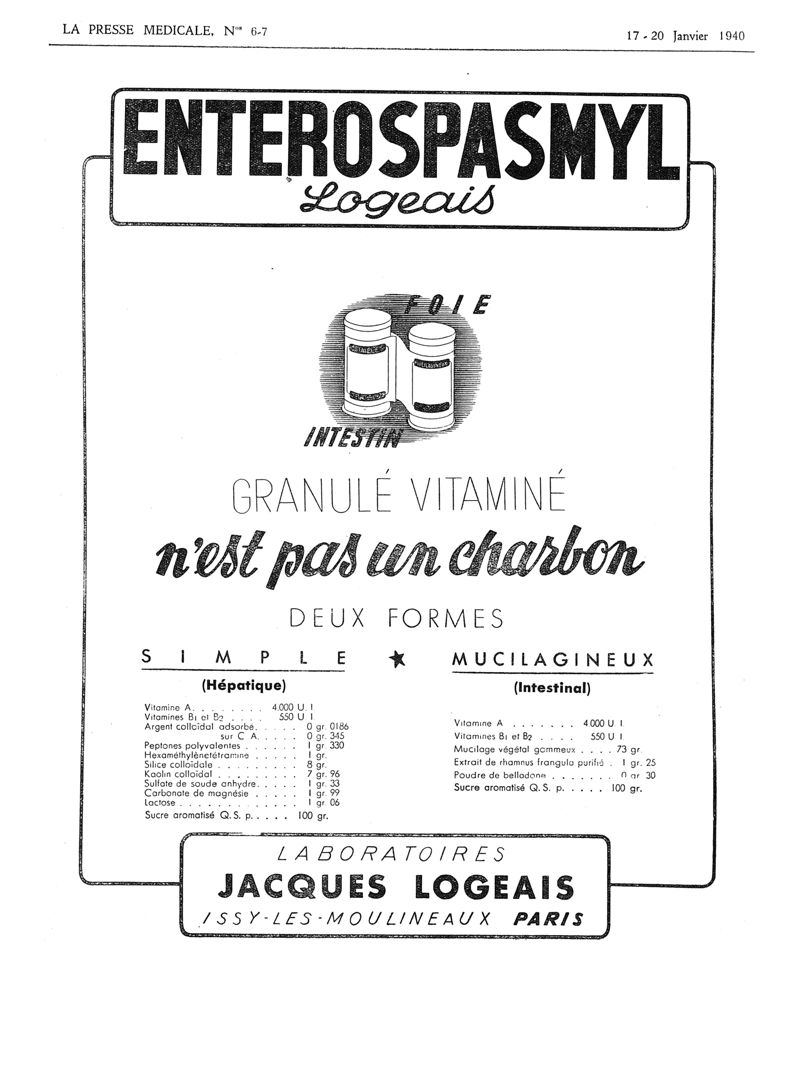 LA PRESSE MEDICALE, Nos 6-7
17 - 20 Janvier 1940
ENTEROSPASMYL
Logeais
FOIE
MUCILAGINEUX
INTESTIN
GRANULÉ VITAMINÉ
n'est pas un charbon
DEUX FORMES
SIMPLE ★ MUCILAGINEUX
(Hépatique)
Vitamine A. . . . . . . . 4.000 U. I.
Vitamines B1 et B2 . . . . 550 U I.
Argent colloïdal adsorbé. . . . . 0 gr. 0186
sur C A. . . . . 0 gr. 345
Peptones polyvalentes . . . . . . 1 gr. 330
Hexaméthylènetétramine . . . . . 1 gr.
Silice colloïdale . . . . . . . . . 8 gr.
Kaolin colloïdal . . . . . . . . . 7 gr. 96
Sulfate de soude anhydre. . . . . 1 gr. 33
Carbonate de magnésie . . . . . 1 gr. 99
Lactose . . . . . . . . . . . . . 1 gr. 06
Sucre aromatisé Q. S. p. . . . . 100 gr.
(Intestinal)
Vitamine A . . . . . . . 4000 U. I.
Vitamines B1 et B2 . . . . 550 U. I.
Mucilage végétal gommeux . . . . 73 gr.
Extrait de rhamnus frangula purifié . 1 gr. 25
Poudre de belladone . . . . . . 0 gr. 30
Sucre aromatisé Q. S. p. . . . . . 100 gr.
LABORATOIRES
JACQUES LOGEAIS
ISSY-LES-MOULINEAUX PARIS